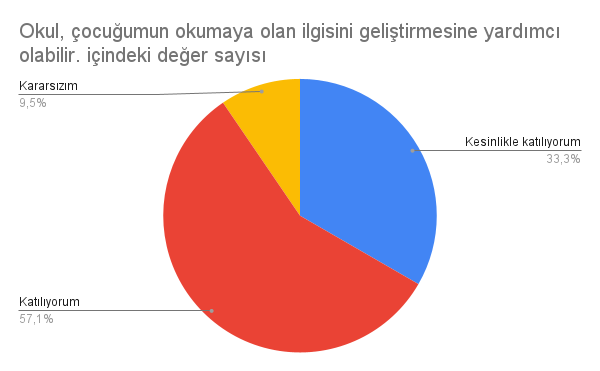 Okul, çocuğumun okumaya olan ilgisini geliştirmesine yardımcı
olabilir. içindeki değer sayısı
Kararsızım
9,5%
Kesinlikle katılıyorum
33,3%
Katılıyorum
57,1%